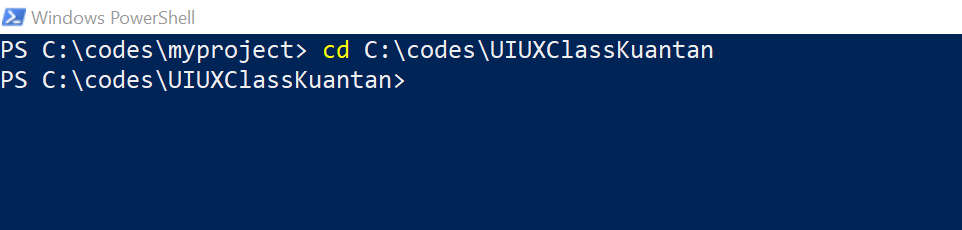 Windows PowerShell
PS C:\codes\myproject> cd C:\codes\UIUXClassKuantan
PS C:\codes\UIUXClassKuantan>